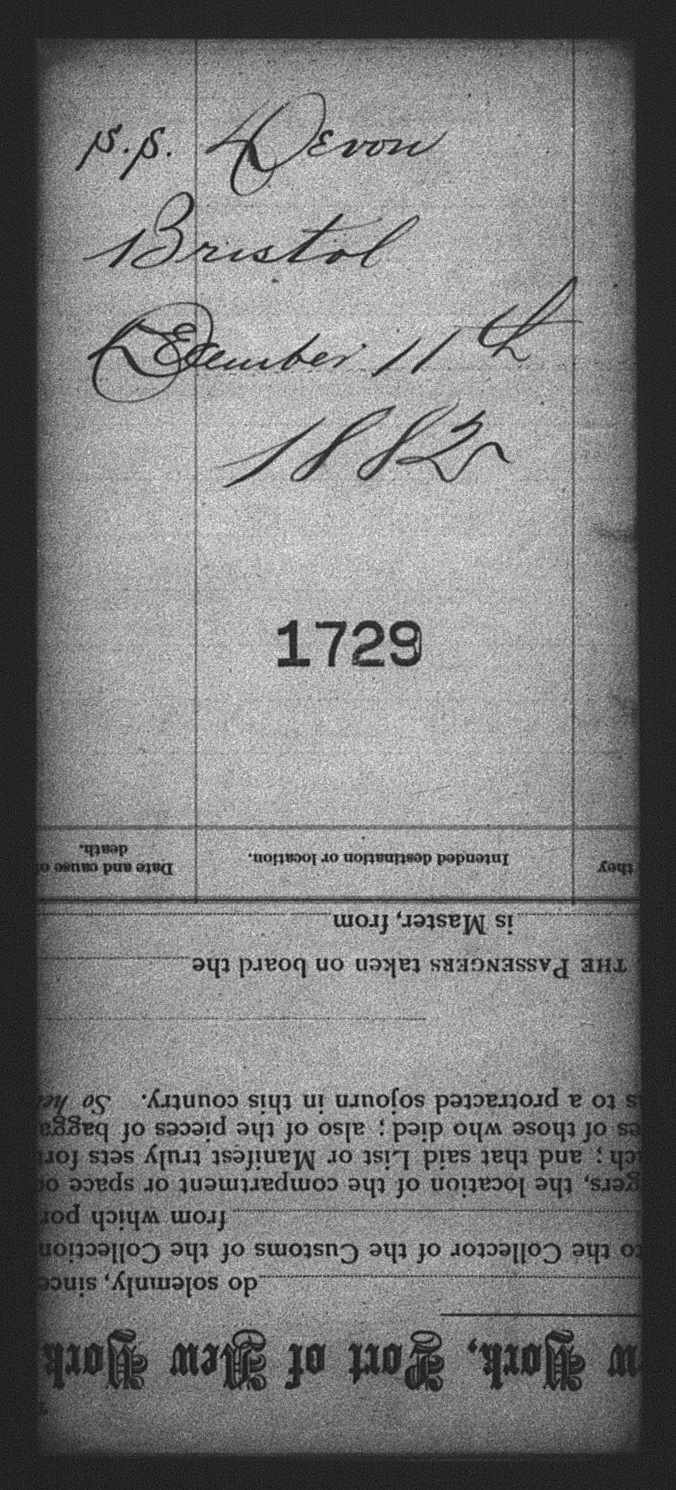 s.s. Devon
Bristol
December 11th
1882
1729
w York, Port of New York
do solemnly, since
to the Collector of the Customs of the Collection
from which por
gers, the location of the compartment or space o
ch ; and that said List or Manifest truly sets for
es of those who died ; also of the pieces of bagga
s to a protracted sojourn in this country. So he
THE PASSENGERS taken on board the
is Master, from
they
Intended destination or location.
Date and cause o
death.